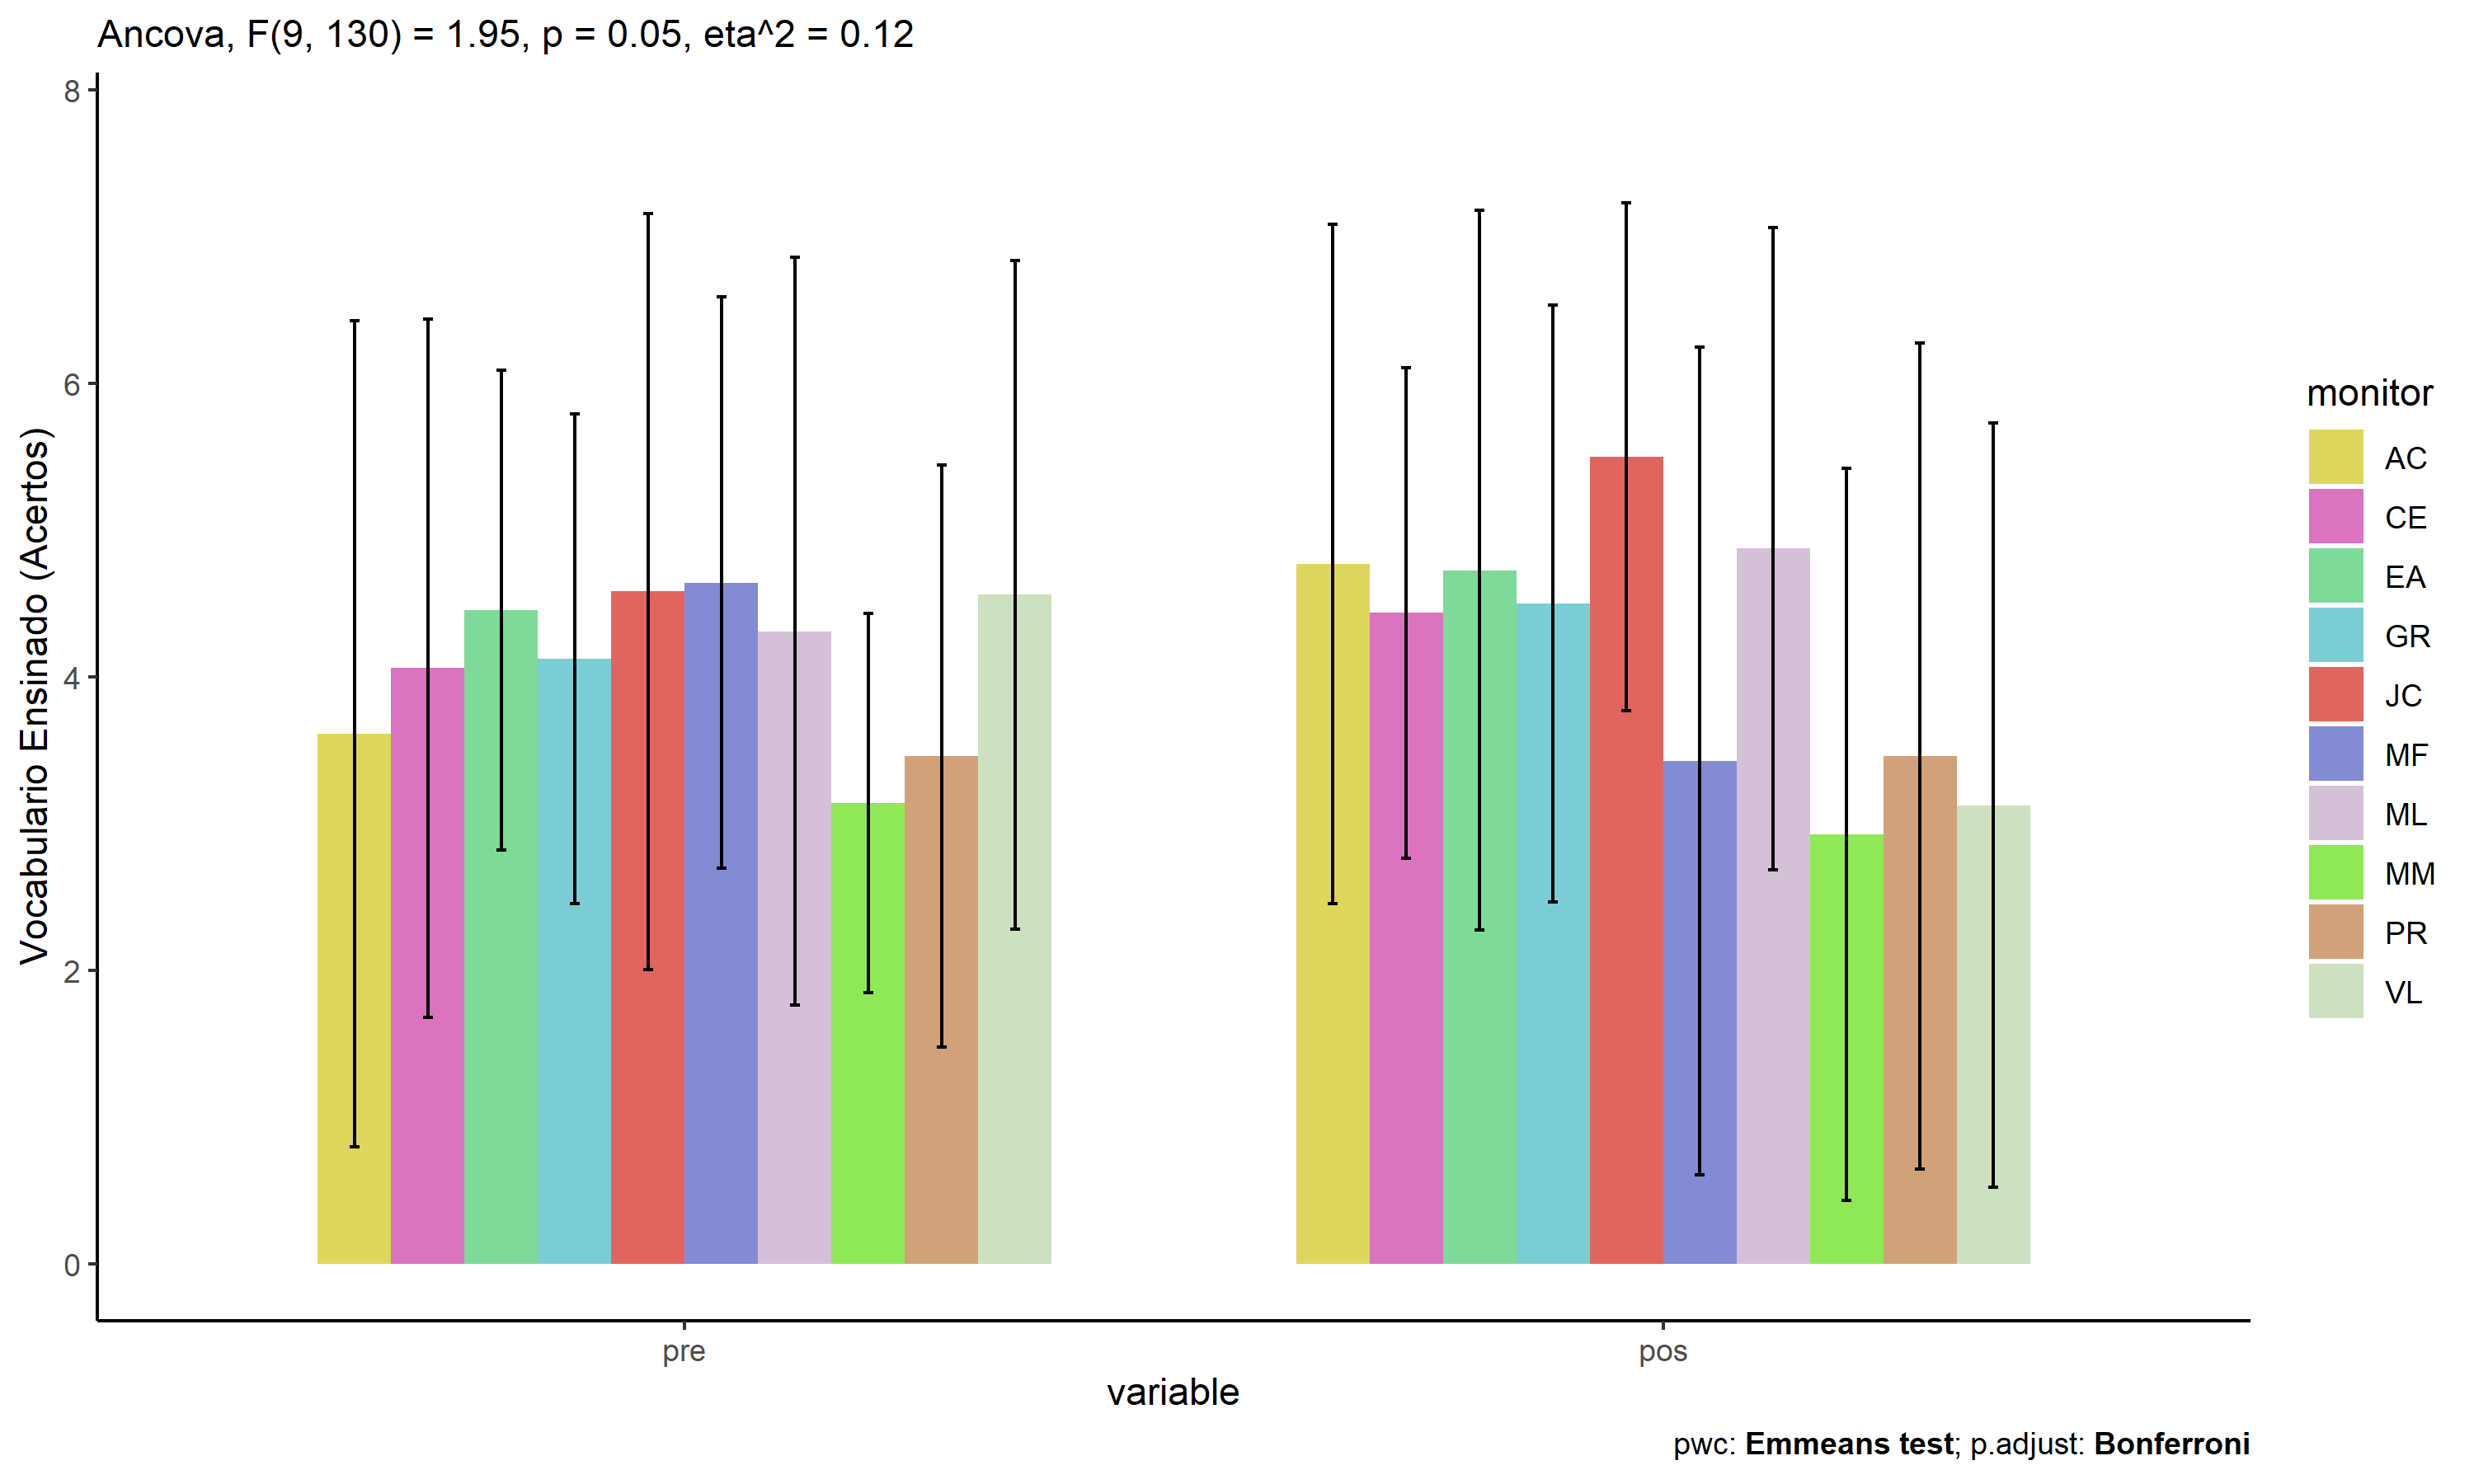 Ancova, F(9, 130) = 1.95, p = 0.05, eta^2 = 0.12
Vocabulario Ensinado (Acertos)
8
6
4
2
0
pre
pos
variable
monitor
AC
CE
EA
GR
JC
MF
ML
MM
PR
VL
pwc: Emmeans test; p.adjust: Bonferroni